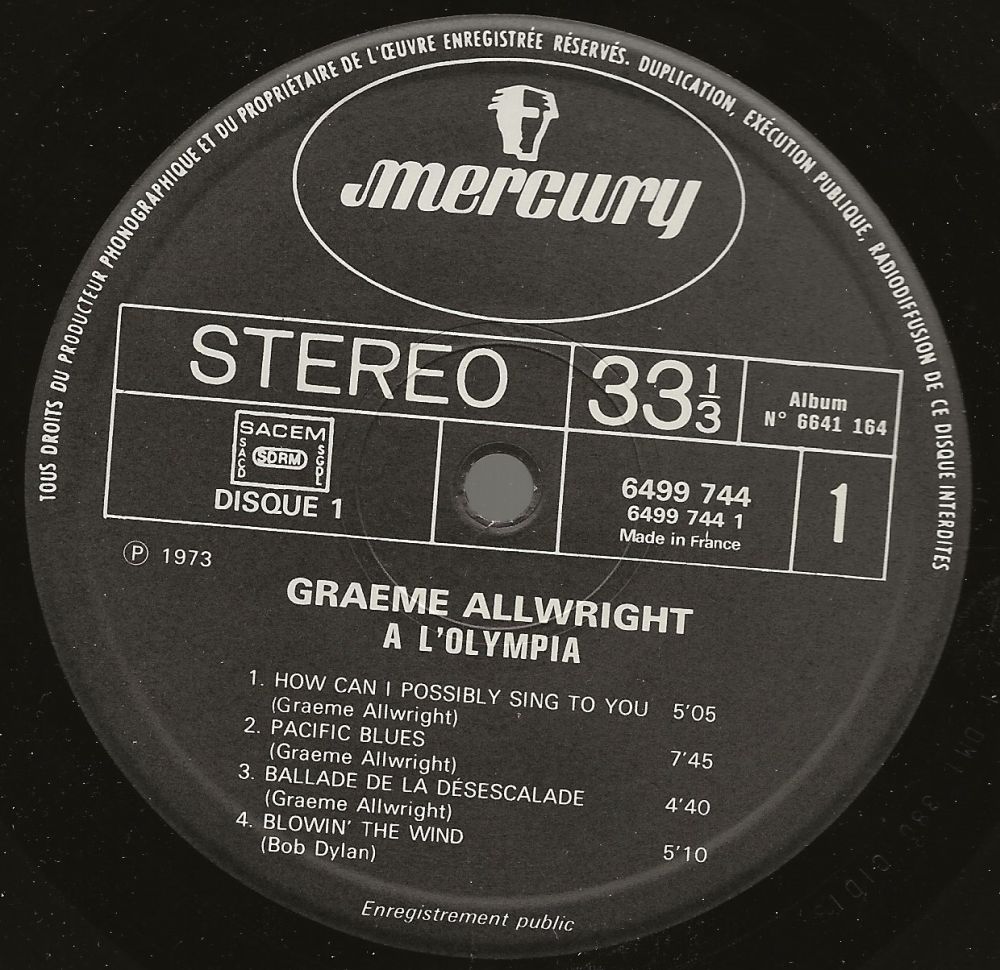 TOUS DROITS DU PRODUCTEUR PHONOGRAPHIQUE ET DU PROPRIÉTAIRE DE L'ŒUVRE ENREGISTRÉE RÉSERVÉS. DUPLICATION, EXÉCUTION PUBLIQUE, RADIODIFFUSION DE CE DISQUE INTERDITES
mercury
STEREO
33 1/3
Album
N° 6641 164
SACEM
SACD
SDRM
SGDL
DISQUE 1
6499 744
6499 744 1
Made in France
1
Ⓟ 1973
GRAEME ALLWRIGHT
A L'OLYMPIA
1. HOW CAN I POSSIBLY SING TO YOU 5'05
(Graeme Allwright)
2. PACIFIC BLUES
(Graeme Allwright) 7'45
3. BALLADE DE LA DÉSESCALADE
(Graeme Allwright) 4'40
4. BLOWIN' THE WIND
(Bob Dylan) 5'10
Enregistrement public